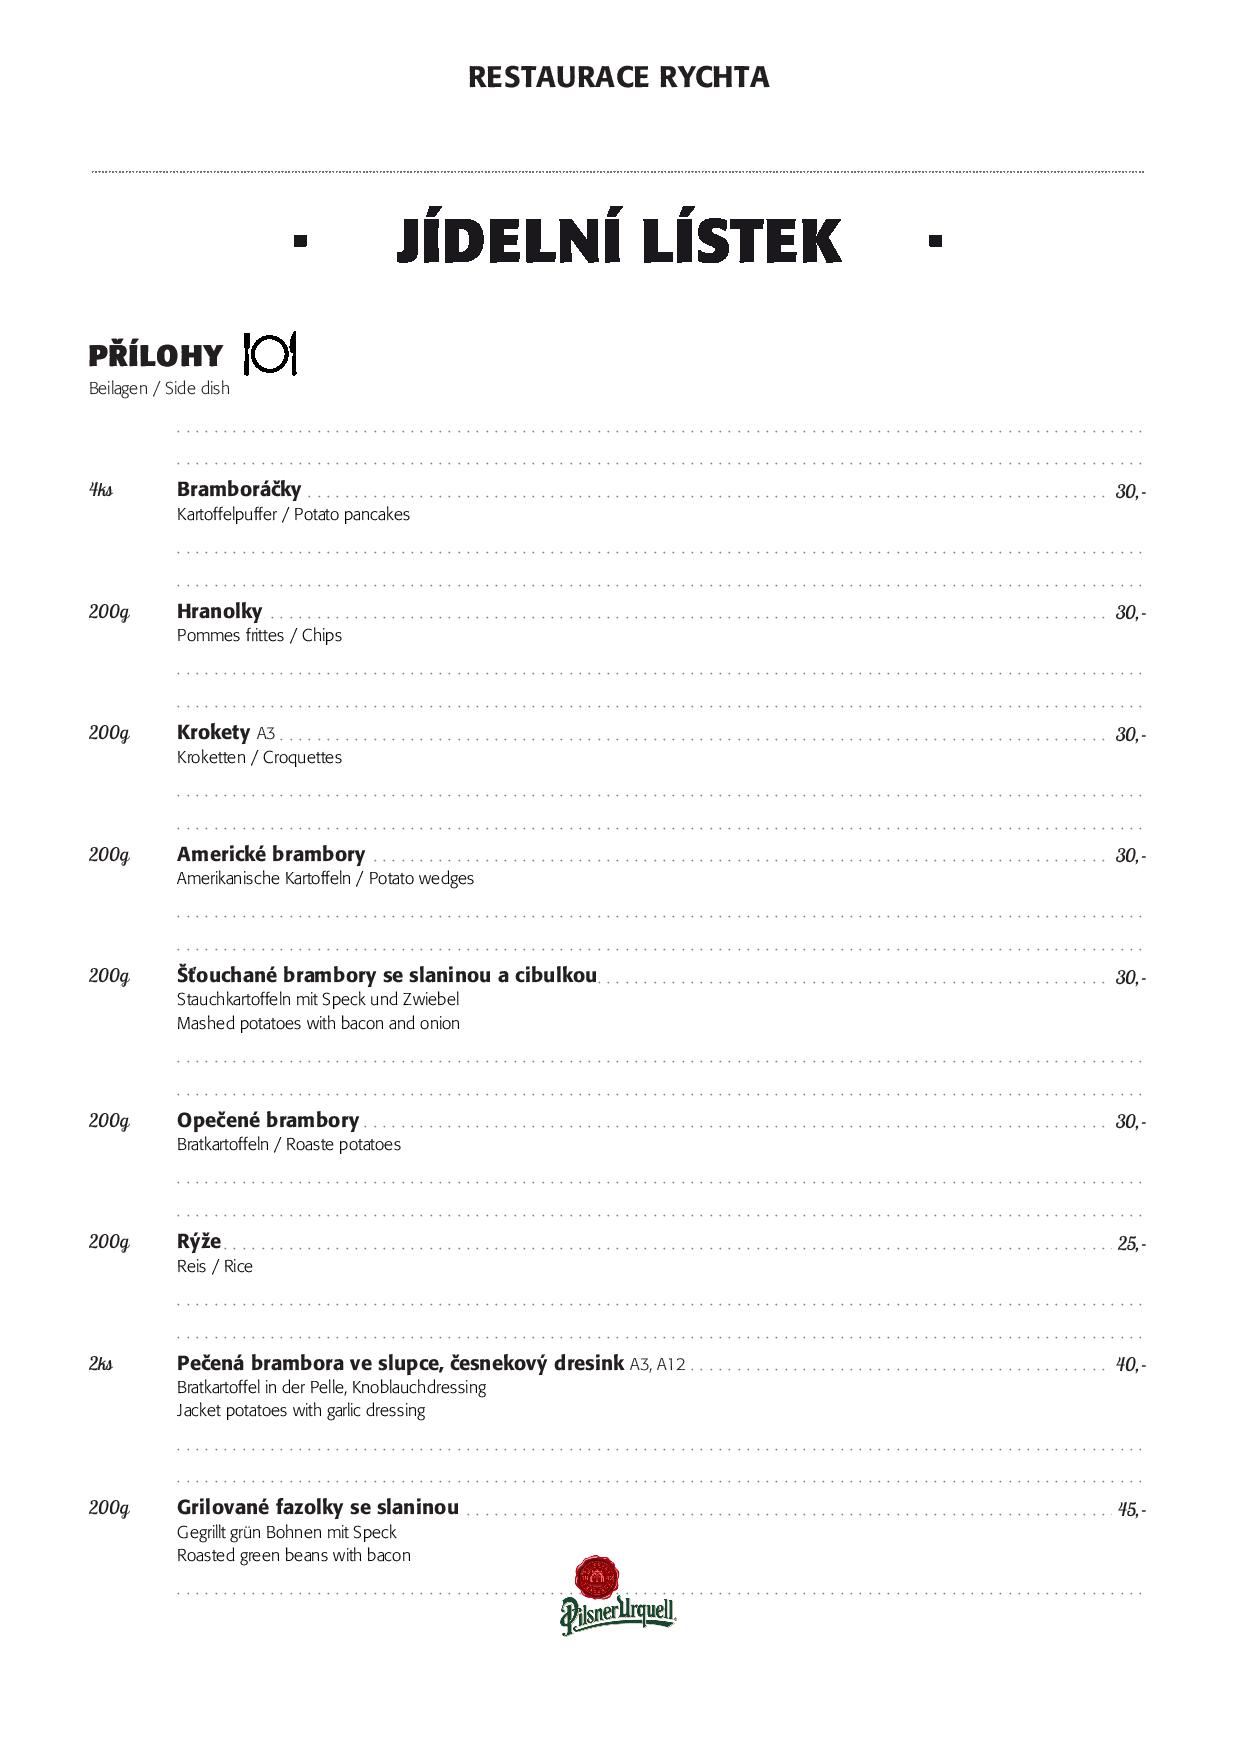 RESTAURACE RYCHTA
▪ JÍDELNÍ LÍSTEK ▪
PŘÍLOHY
Beilagen / Side dish
4ks Bramboráčky 30,-
Kartoffelpuffer / Potato pancakes
200g Hranolky 30,-
Pommes frittes / Chips
200g Krokety A3 30,-
Kroketten / Croquettes
200g Americké brambory 30,-
Amerikanische Kartoffeln / Potato wedges
200g Šťouchané brambory se slaninou a cibulkou 30,-
Stauchkartoffeln mit Speck und Zwiebel
Mashed potatoes with bacon and onion
200g Opečené brambory 30,-
Bratkartoffeln / Roaste potatoes
200g Rýže 25,-
Reis / Rice
2ks Pečená brambora ve slupce, česnekový dresink A3, A12 40,-
Bratkartoffel in der Pelle, Knoblauchdressing
Jacket potatoes with garlic dressing
200g Grilované fazolky se slaninou 45,-
Gegrillt grün Bohnen mit Speck
Roasted green beans with bacon
Pilsner Urquell